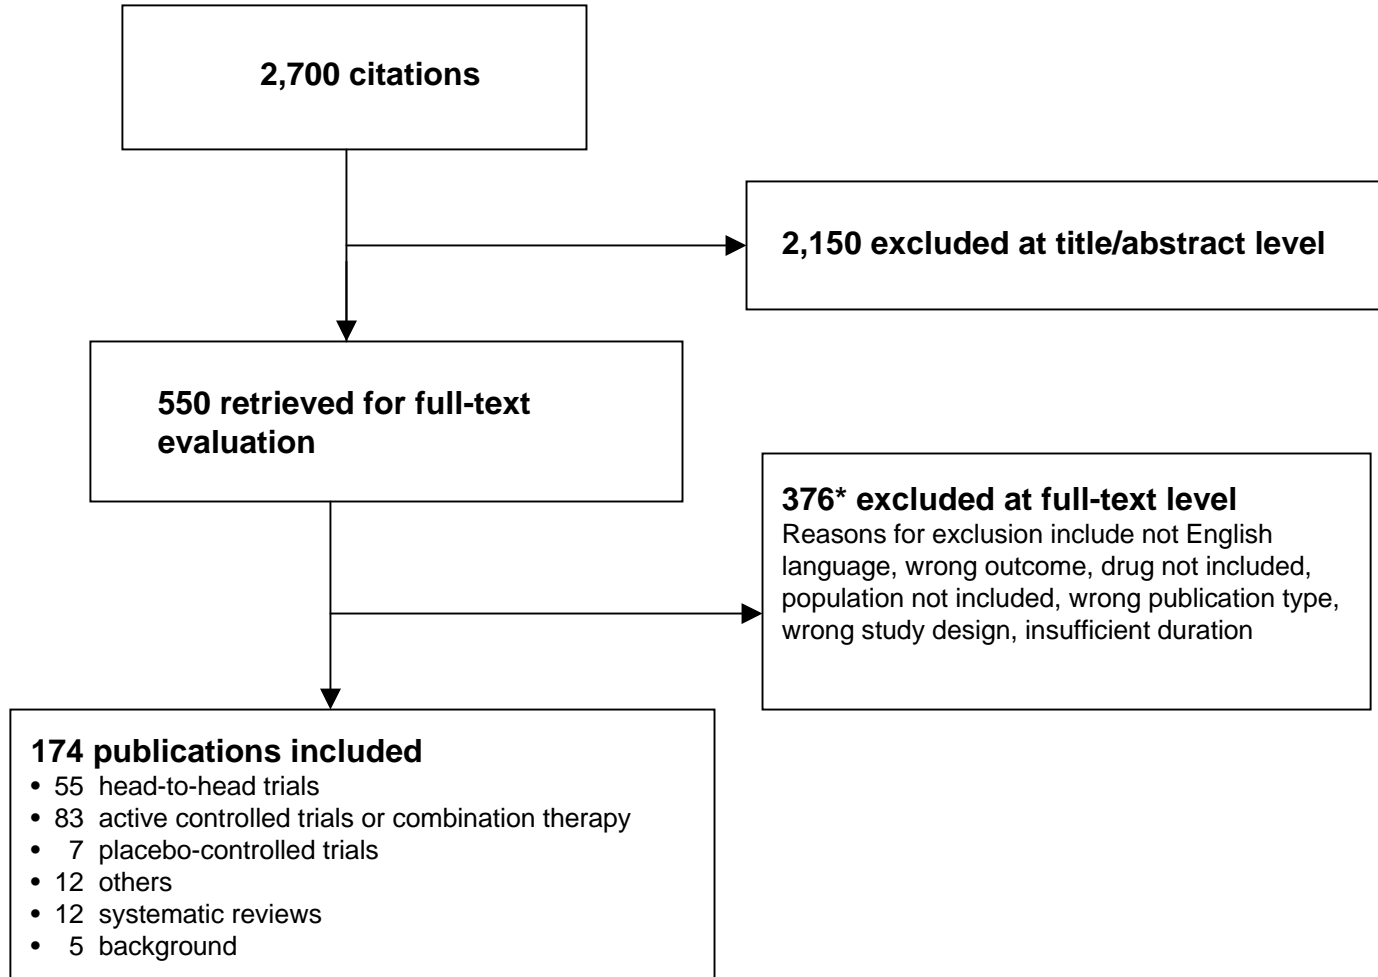 2,700 citations
2,150 excluded at title/abstract level
550 retrieved for full-text
evaluation
376* excluded at full-text level
Reasons for exclusion include not English
language, wrong outcome, drug not included,
population not included, wrong publication type,
wrong study design, insufficient duration
174 publications included
• 55 head-to-head trials
• 83 active controlled trials or combination therapy
• 7 placebo-controlled trials
• 12 others
• 12 systematic reviews
• 5 background